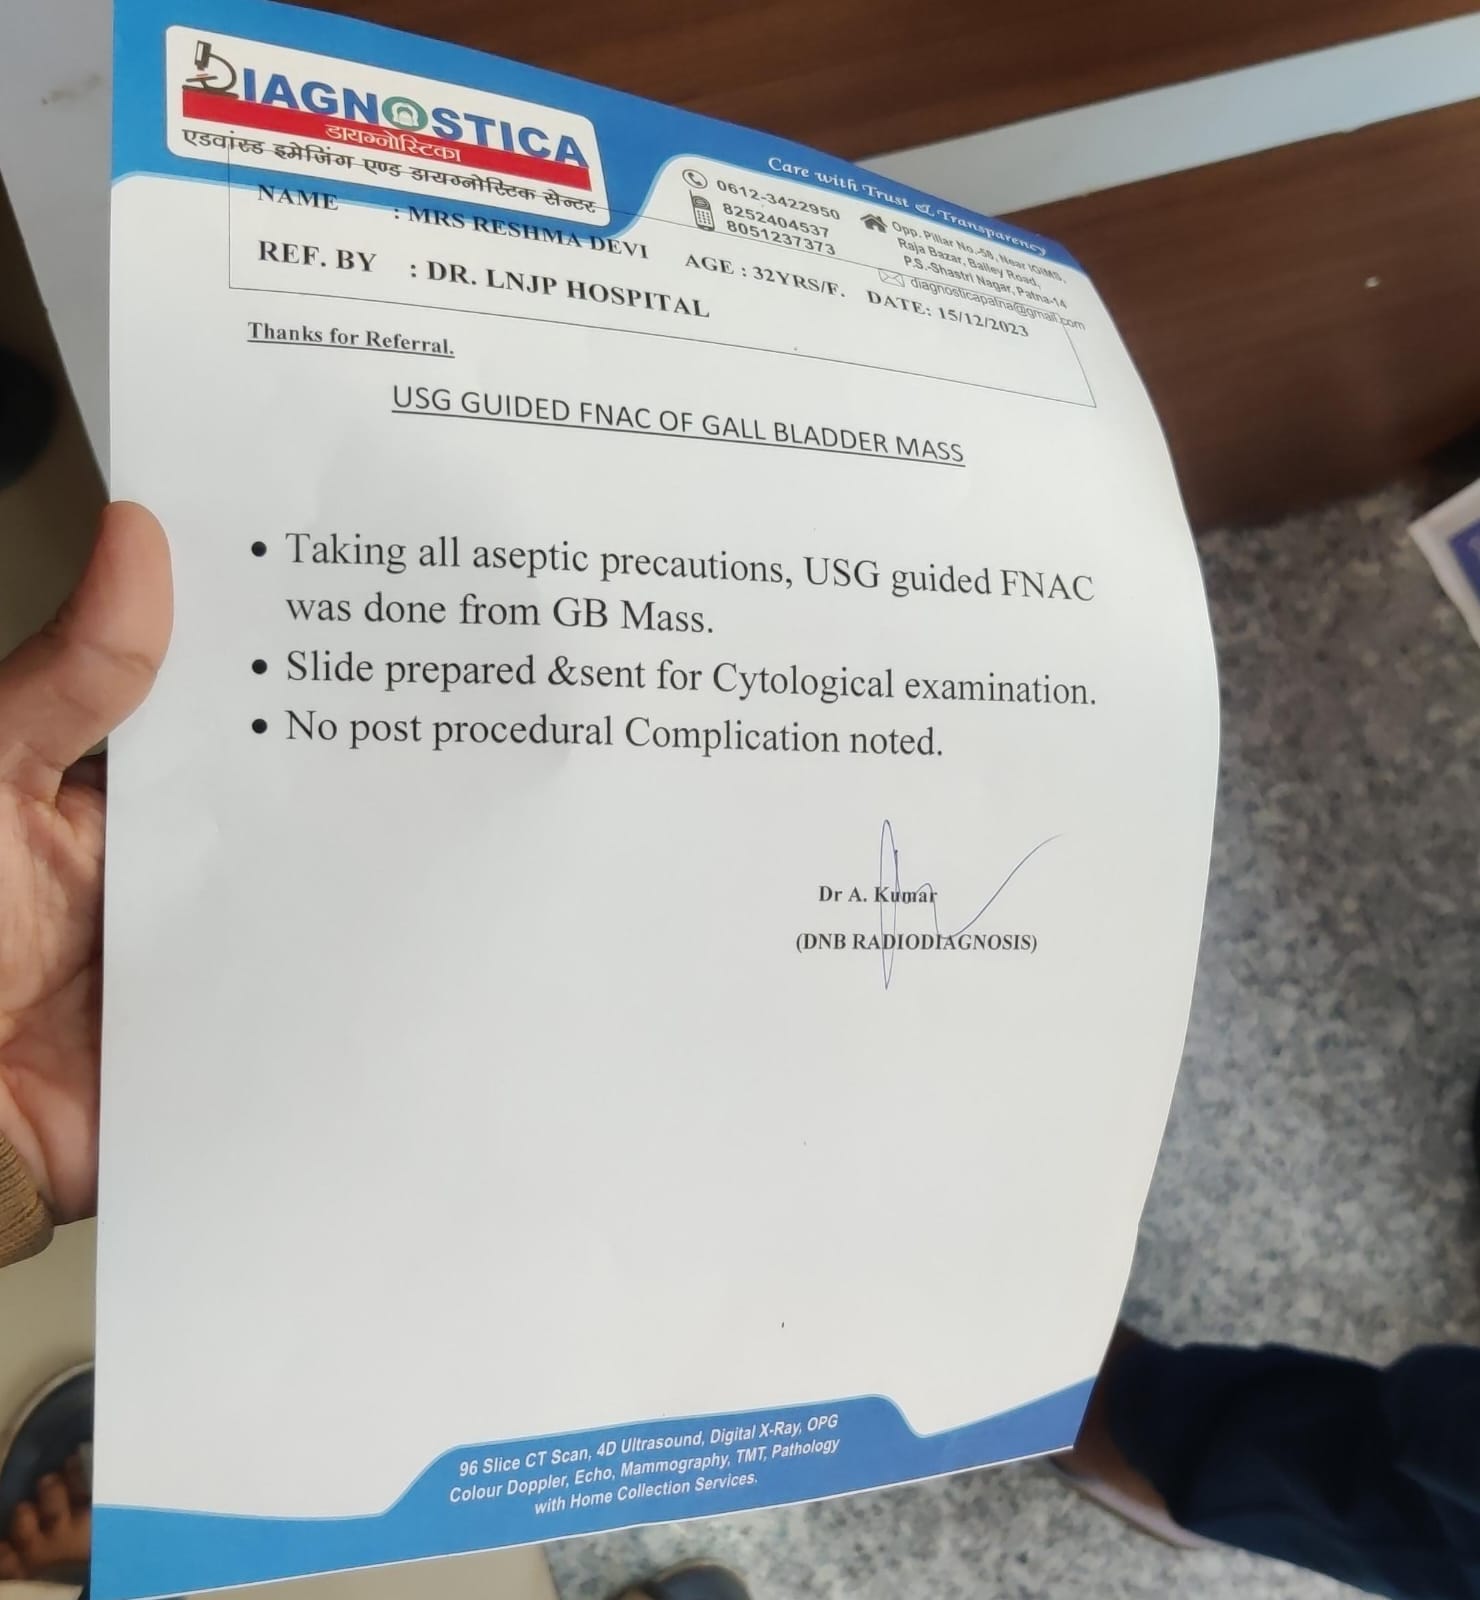 DIAGNOSTICA
डायग्नोस्टिका
एडवांस्ड इमेजिंग एण्ड डायग्नोस्टिक सेन्टर
Care with Trust & Transparency
0612-3422950
8252404537
8051237373
Opp. Pillar No.-58, Near IGIMS,
Raja Bazar, Bailey Road,
P.S.-Shastri Nagar, Patna-14
diagnosticapatna@gmail.com
NAME : MRS RESHMA DEVI AGE : 32YRS/F. DATE: 15/12/2023
REF. BY : DR. LNJP HOSPITAL
Thanks for Referral.
USG GUIDED FNAC OF GALL BLADDER MASS
• Taking all aseptic precautions, USG guided FNAC
was done from GB Mass.
• Slide prepared &sent for Cytological examination.
• No post procedural Complication noted.
Dr A. Kumar
(DNB RADIODIAGNOSIS)
96 Slice CT Scan, 4D Ultrasound, Digital X-Ray, OPG
Colour Doppler, Echo, Mammography, TMT, Pathology
with Home Collection Services.